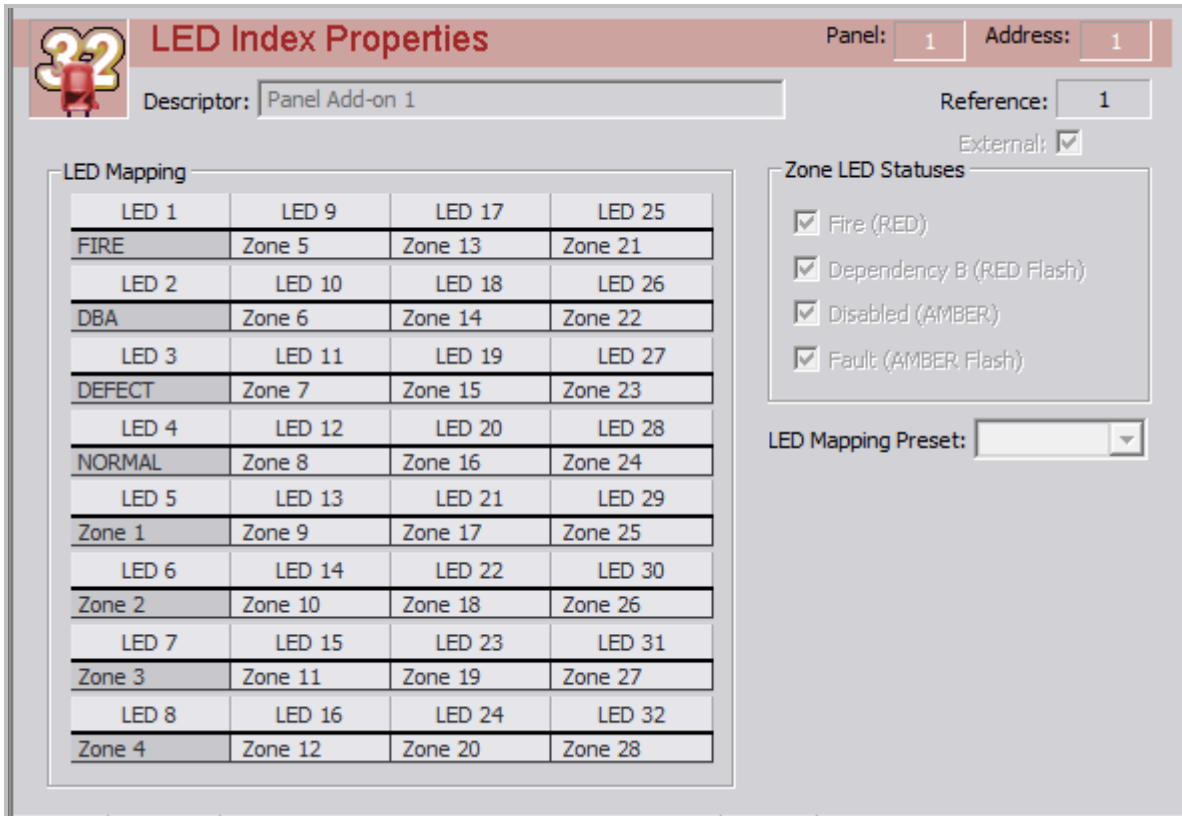 32 LED Index Properties Panel: 1 Address: 1
Descriptor: Panel Add-on 1 Reference: 1
External:
LED Mapping
LED 1 LED 9 LED 17 LED 25
FIRE Zone 5 Zone 13 Zone 21
LED 2 LED 10 LED 18 LED 26
DBA Zone 6 Zone 14 Zone 22
LED 3 LED 11 LED 19 LED 27
DEFECT Zone 7 Zone 15 Zone 23
LED 4 LED 12 LED 20 LED 28
NORMAL Zone 8 Zone 16 Zone 24
LED 5 LED 13 LED 21 LED 29
Zone 1 Zone 9 Zone 17 Zone 25
LED 6 LED 14 LED 22 LED 30
Zone 2 Zone 10 Zone 18 Zone 26
LED 7 LED 15 LED 23 LED 31
Zone 3 Zone 11 Zone 19 Zone 27
LED 8 LED 16 LED 24 LED 32
Zone 4 Zone 12 Zone 20 Zone 28
Zone LED Statuses
Fire (RED)
Dependency B (RED Flash)
Disabled (AMBER)
Fault (AMBER Flash)
LED Mapping Preset: